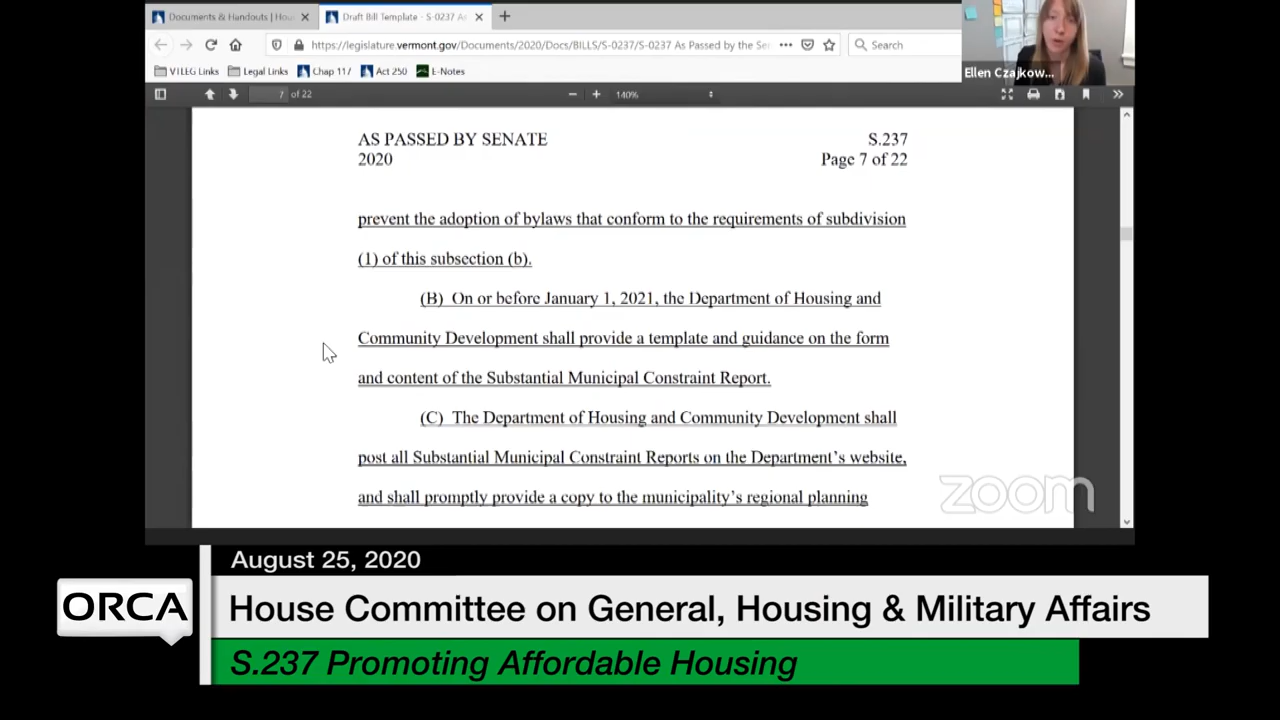 Documents & Handouts | Hou
Draft Bill Template - S-0237 As
https://legislature.vermont.gov/Documents/2020/Docs/BILLS/S-0237/S-0237 As Passed by the Se
Search
Ellen Czajkow...
VTLEG Links
Legal Links
Chap 117
Act 250
E-Notes
7 of 22
140%
AS PASSED BY SENATE S.237
2020 Page 7 of 22
prevent the adoption of bylaws that conform to the requirements of subdivision
(1) of this subsection (b).
(B) On or before January 1, 2021, the Department of Housing and
Community Development shall provide a template and guidance on the form
and content of the Substantial Municipal Constraint Report.
(C) The Department of Housing and Community Development shall
post all Substantial Municipal Constraint Reports on the Department's website,
and shall promptly provide a copy to the municipality's regional planning
zoom
August 25, 2020
ORCA
House Committee on General, Housing & Military Affairs
S.237 Promoting Affordable Housing